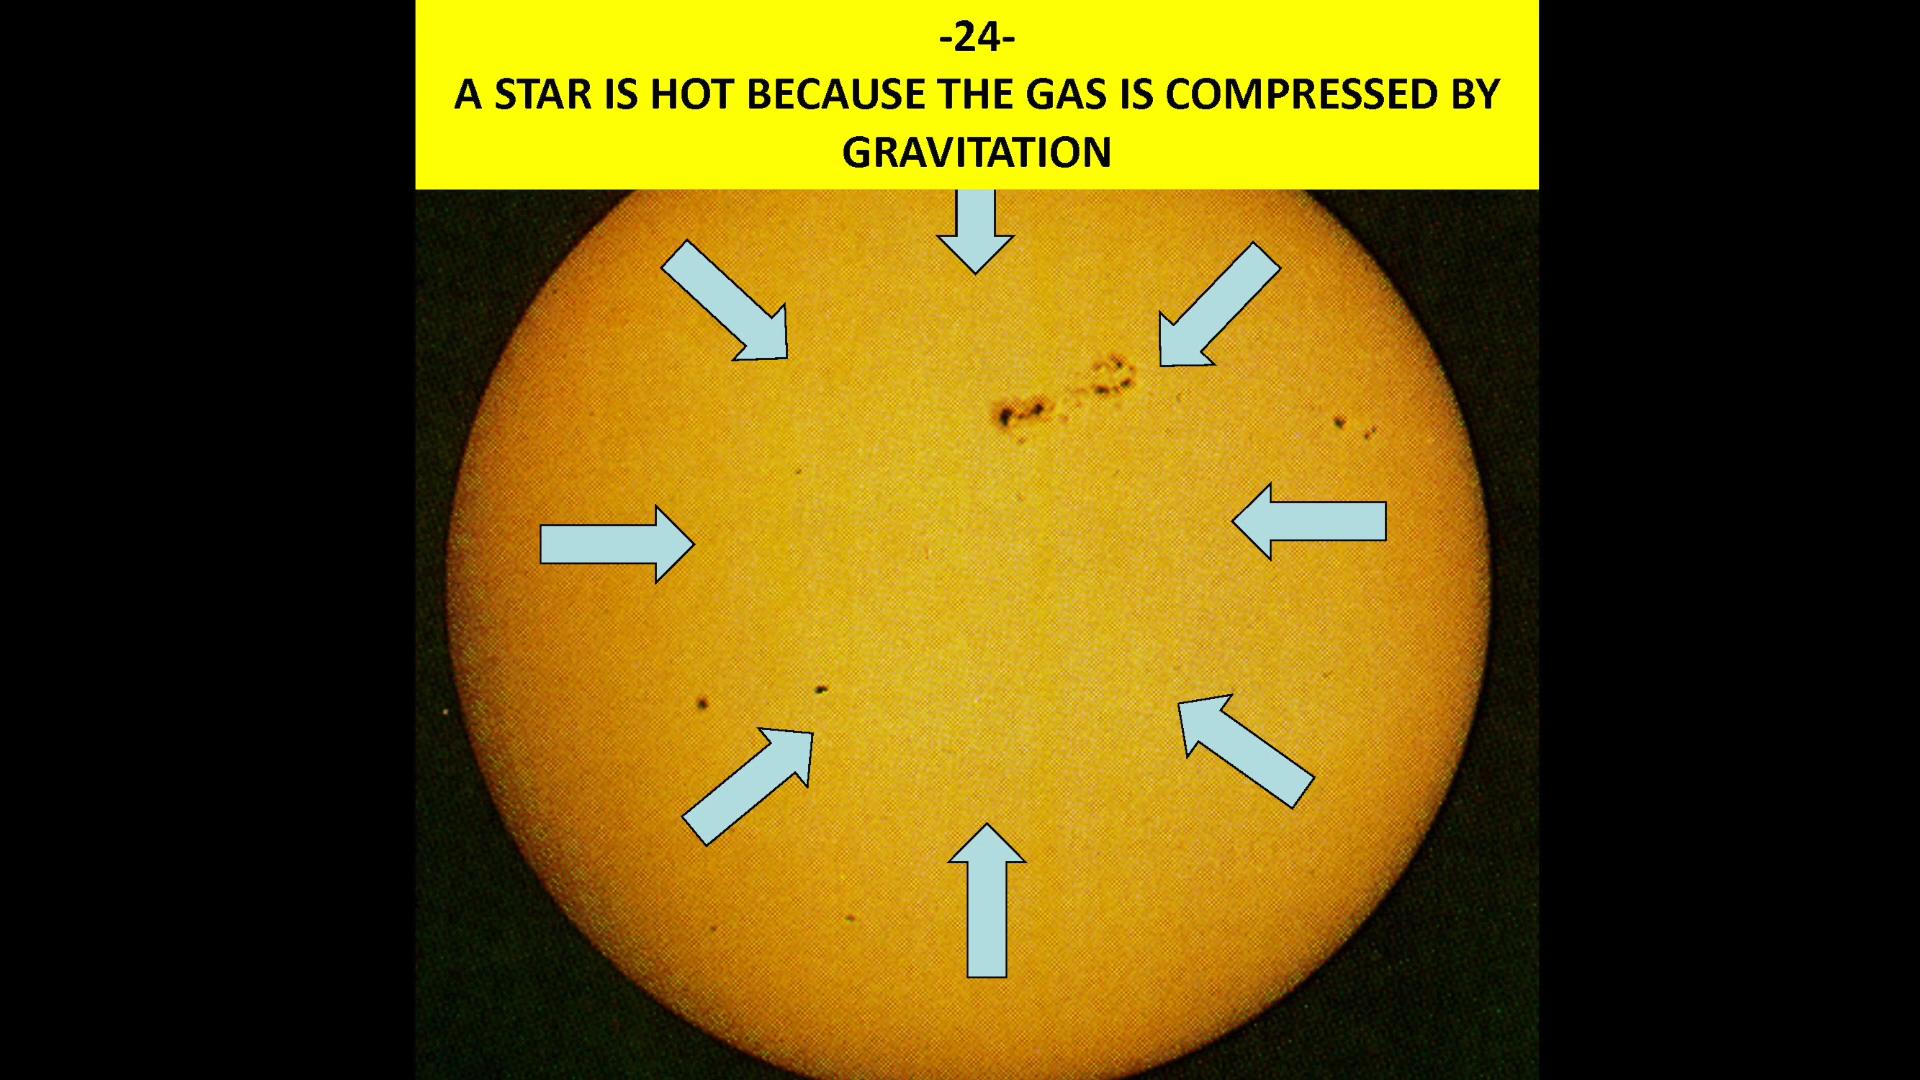 -24-
A STAR IS HOT BECAUSE THE GAS IS COMPRESSED BY
GRAVITATION